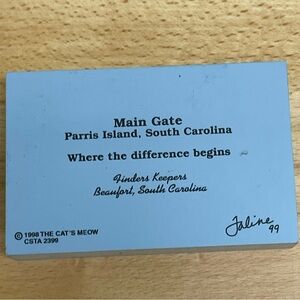 Main Gate
Parris Island, South Carolina
Where the difference begins
Finders Keepers
Beaufort, South Carolina
© 1998 THE CAT'S MEOW
CSTA 2399
Faline
99